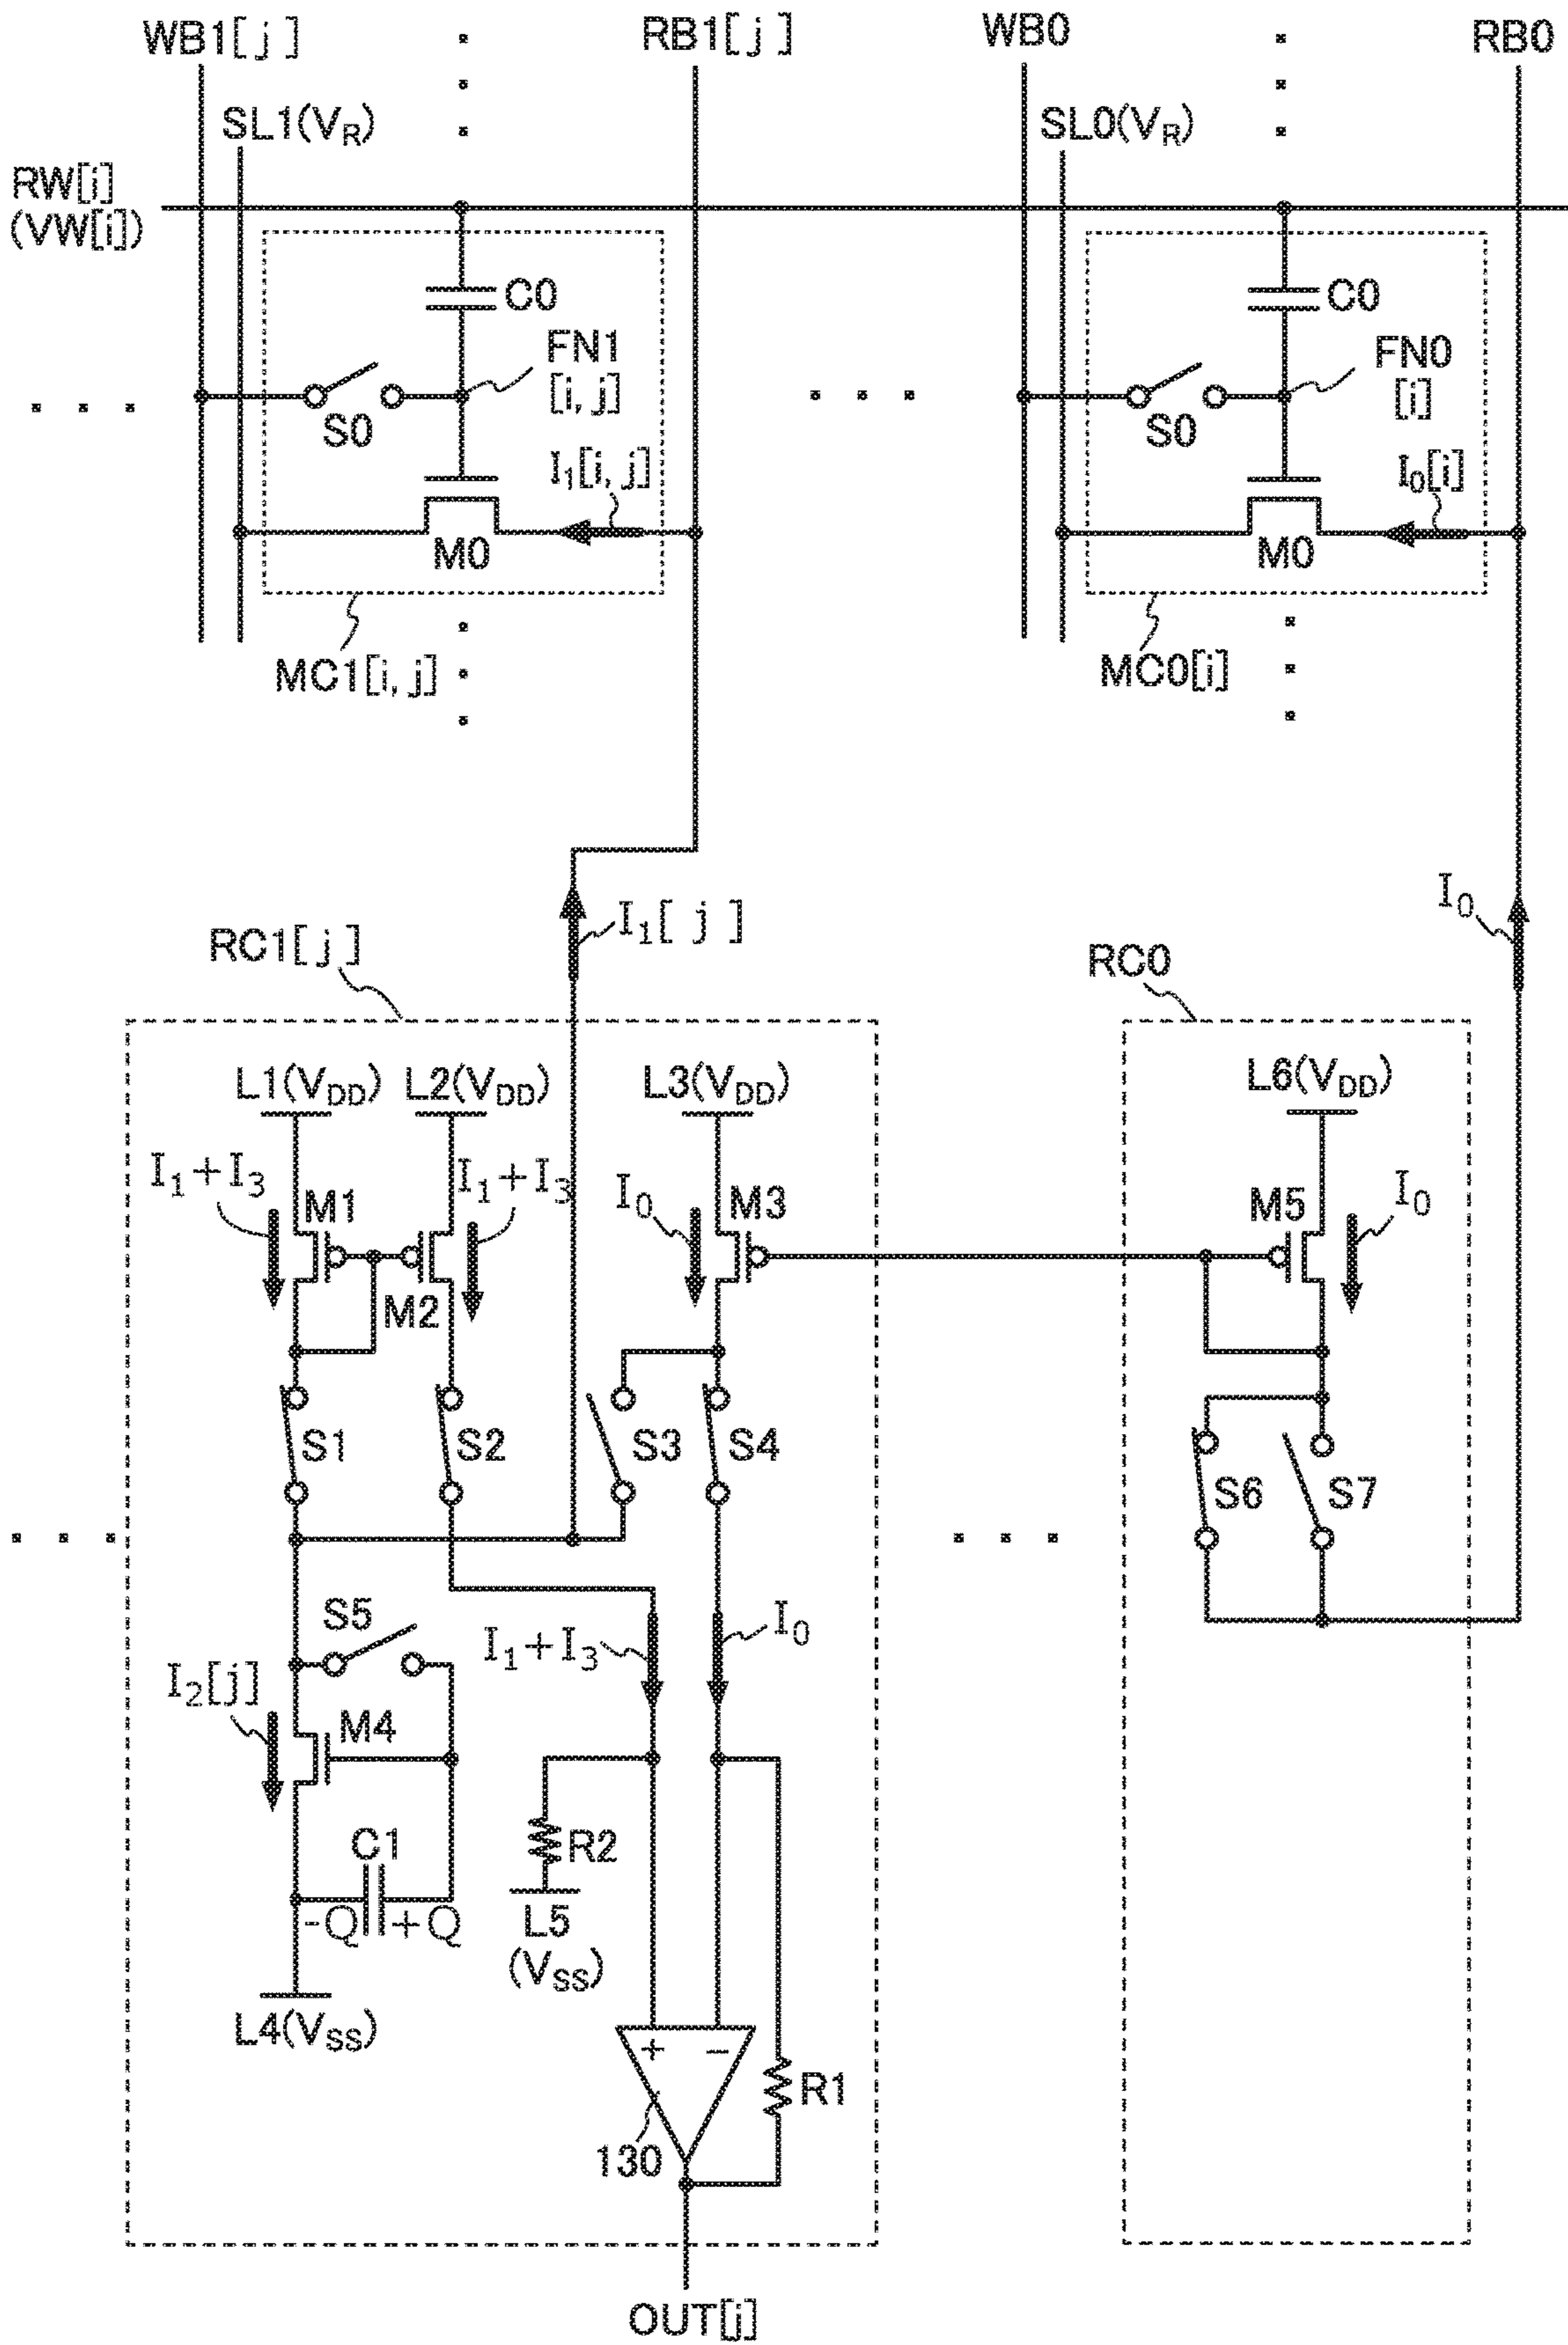 WB1[j]
RB1[j]
WB0
RB0
SL1(VR)
SL0(VR)
RW[i]
(VW[i])
C0
C0
FN1
[i, j]
FN0
[i]
S0
S0
I1[i, j]
I0[i]
M0
M0
MC1[i, j]
MC0[i]
I1[j]
I0
RC1[j]
RC0
L1(VDD)
L2(VDD)
L3(VDD)
L6(VDD)
I1+I3
I1+I3
I0
I0
M1
M2
M3
M5
S1
S2
S3
S4
S6
S7
S5
I1+I3
I0
I2[j]
M4
C1
-Q
+Q
R2
L5
(VSS)
L4(VSS)
+
−
R1
130
OUT[j]